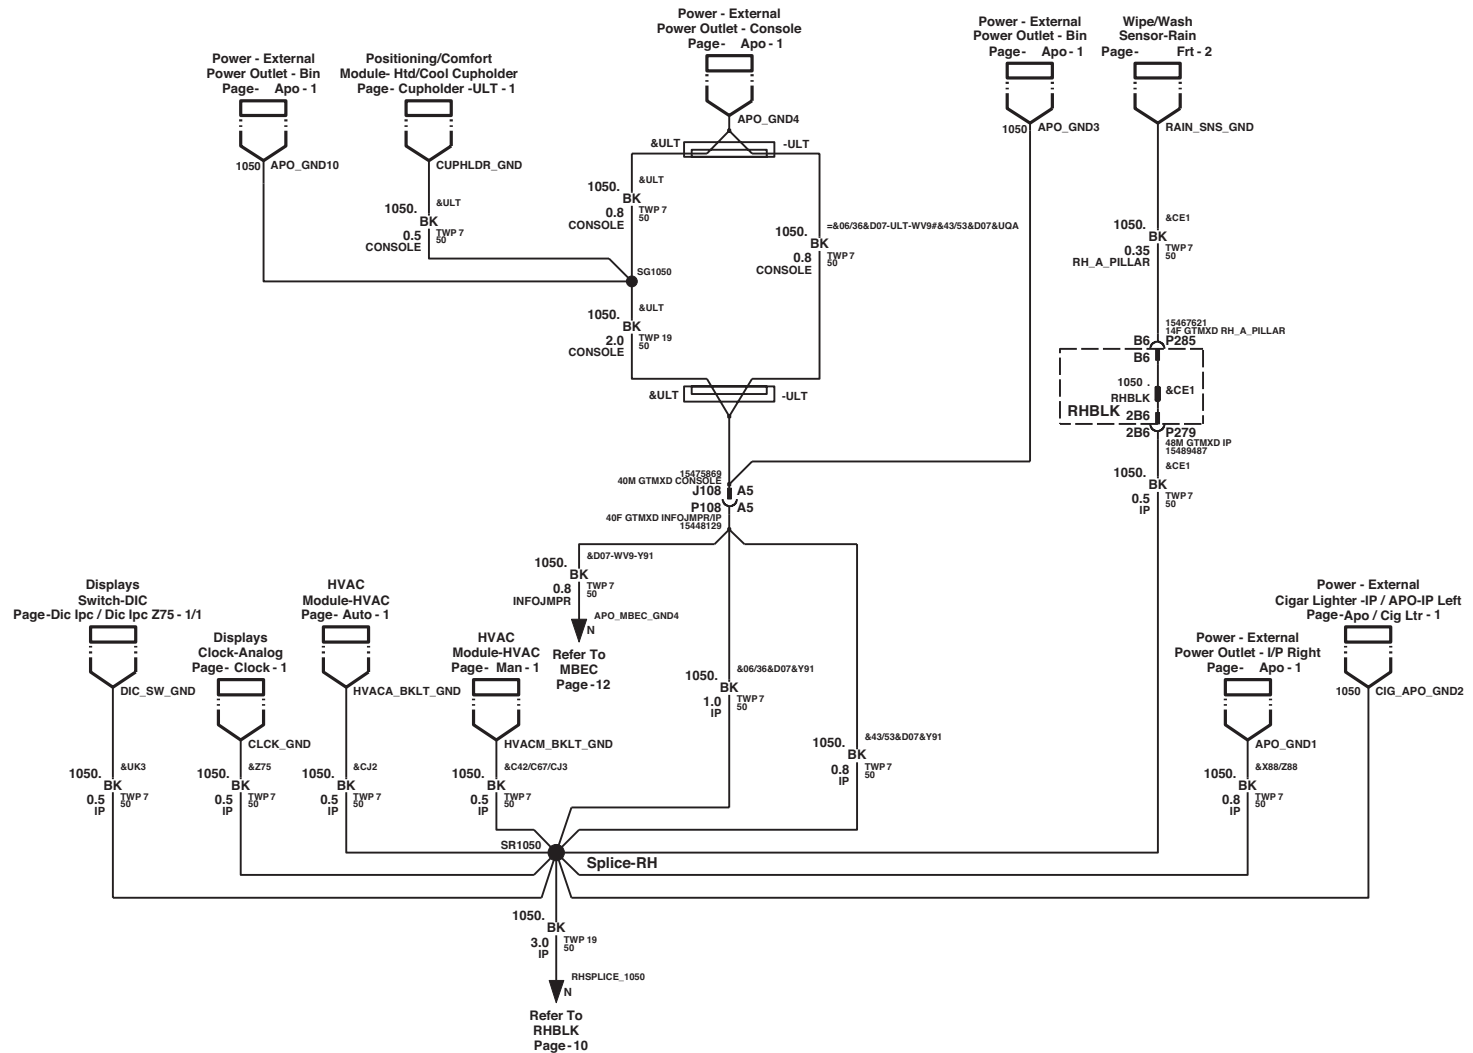 Power - External
Power Outlet - Console
Page- Apo - 1
Power - External
Power Outlet - Bin
Page- Apo - 1
Wipe/Wash
Sensor-Rain
Page- Frt - 2
Power - External
Power Outlet - Bin
Page- Apo - 1
Positioning/Comfort
Module- Htd/Cool Cupholder
Page- Cupholder -ULT - 1
APO_GND4
1050 APO_GND3
RAIN_SNS_GND
1050 APO_GND10
CUPHLDR_GND
&ULT -ULT
1050. &ULT
BK
0.5 TWP 7
CONSOLE 50
1050. &ULT
BK
0.8 TWP 7
CONSOLE 50
1050. =&06/36&D07-ULT-WV9#&43/53&D07&UQA
BK
0.8 TWP 7
CONSOLE 50
1050. &CE1
BK
0.35 TWP 7
RH_A_PILLAR 50
SG1050
1050. &ULT
BK
2.0 TWP 19
CONSOLE 50
15467621
14F GTMXD RH_A_PILLAR
B6 P285
B6
1050 .
RHBLK &CE1
RHBLK 2B6
2B6 P279
48M GTMXD IP
15489487
&ULT -ULT
1050. &CE1
BK
0.5 TWP 7
IP 50
15475869
40M GTMXD CONSOLE
J108 A5
P108 A5
40F GTMXD INFOJMPR/IP
15448129
1050. &D07-WV9-Y91
BK
0.8 TWP 7
INFOJMPR 50
APO_MBEC_GND4
N
Refer To
MBEC
Page -12
Displays
Switch-DIC
Page-Dic Ipc / Dic Ipc Z75 - 1/1
HVAC
Module-HVAC
Page- Auto - 1
Power - External
Cigar Lighter -IP / APO-IP Left
Page-Apo / Cig Ltr - 1
Displays
Clock-Analog
Page- Clock - 1
HVAC
Module-HVAC
Page- Man - 1
Power - External
Power Outlet - I/P Right
Page- Apo - 1
DIC_SW_GND
HVACA_BKLT_GND
1050 CIG_APO_GND2
1050. &06/36&D07&Y91
BK
1.0 TWP 7
IP 50
CLCK_GND
HVACM_BKLT_GND
APO_GND1
1050. &43/53&D07&Y91
BK
0.8 TWP 7
IP 50
1050. &UK3
BK
0.5 TWP 7
IP 50
1050. &Z75
BK
0.5 TWP 7
IP 50
1050. &CJ2
BK
0.5 TWP 7
IP 50
1050. &C42/C67/CJ3
BK
0.5 TWP 7
IP 50
1050. &X88/Z88
BK
0.8 TWP 7
IP 50
SR1050
Splice-RH
1050.
BK
3.0 TWP 19
IP 50
RHSPLICE_1050
N
Refer To
RHBLK
Page -10